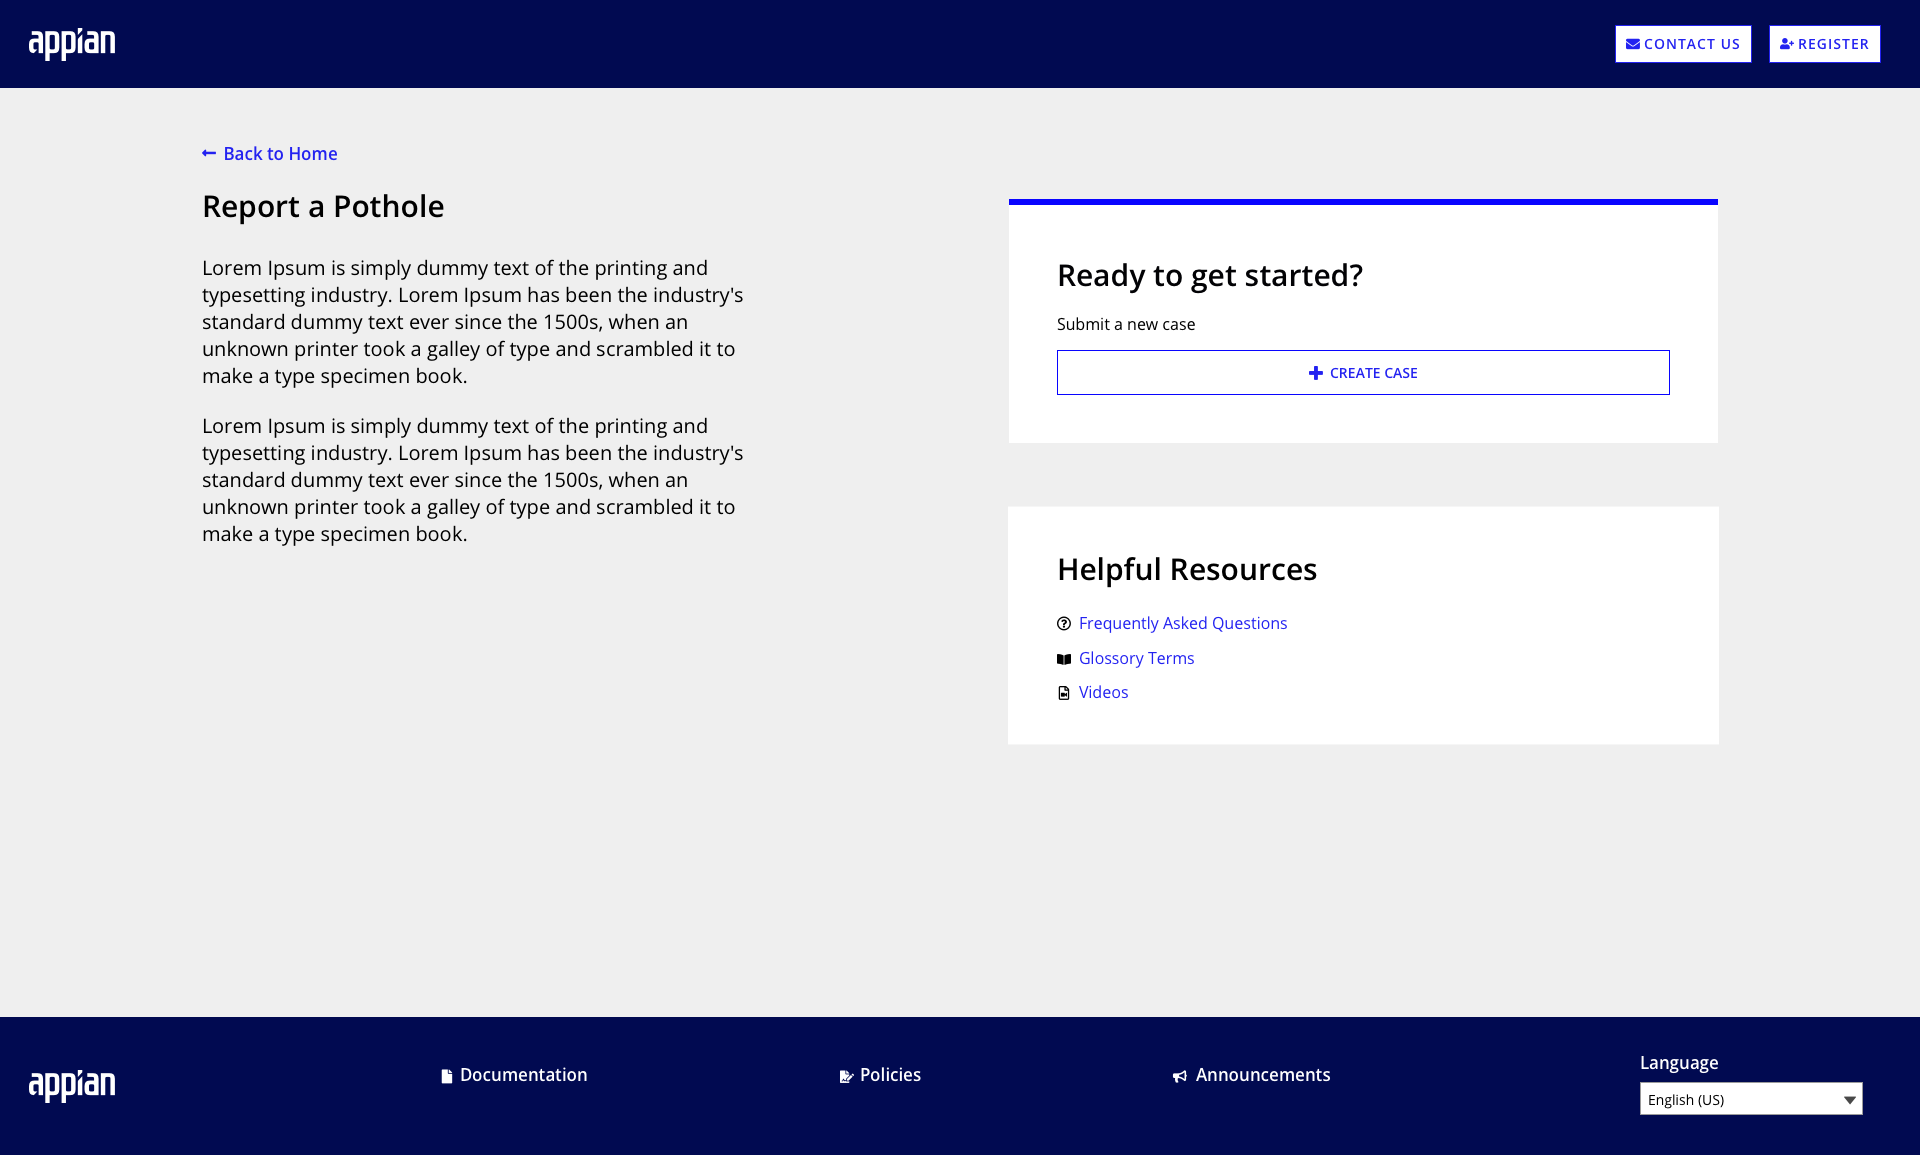 appian
CONTACT US
REGISTER
Back to Home
Report a Pothole
Lorem Ipsum is simply dummy text of the printing and
typesetting industry. Lorem Ipsum has been the industry's
standard dummy text ever since the 1500s, when an
unknown printer took a galley of type and scrambled it to
make a type specimen book.
Lorem Ipsum is simply dummy text of the printing and
typesetting industry. Lorem Ipsum has been the industry's
standard dummy text ever since the 1500s, when an
unknown printer took a galley of type and scrambled it to
make a type specimen book.
Ready to get started?
Submit a new case
CREATE CASE
Helpful Resources
Frequently Asked Questions
Glossory Terms
Videos
appian
Documentation
Policies
Announcements
Language
English (US)